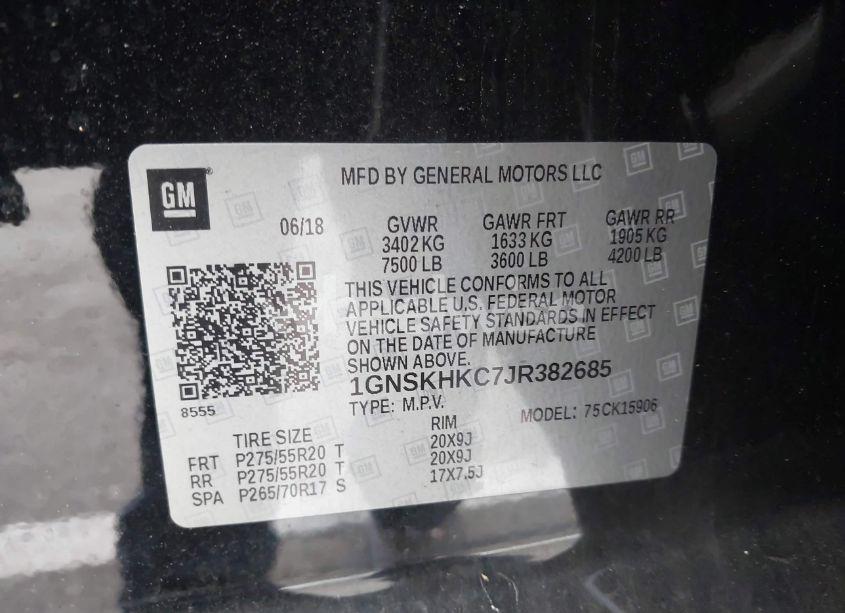 GM
MFD BY GENERAL MOTORS LLC
06/18 GVWR GAWR FRT GAWR RR
3402 KG 1633 KG 1905 KG
7500 LB 3600 LB 4200 LB
THIS VEHICLE CONFORMS TO ALL
APPLICABLE U.S. FEDERAL MOTOR
VEHICLE SAFETY STANDARDS IN EFFECT
ON THE DATE OF MANUFACTURE
SHOWN ABOVE.
1GNSKHKC7JR382685
8555
TYPE: M.P.V. MODEL: 75CK15906
TIRE SIZE RIM
FRT P275/55R20 T 20X9J
RR P275/55R20 T 20X9J
SPA P265/70R17 S 17X7.5J